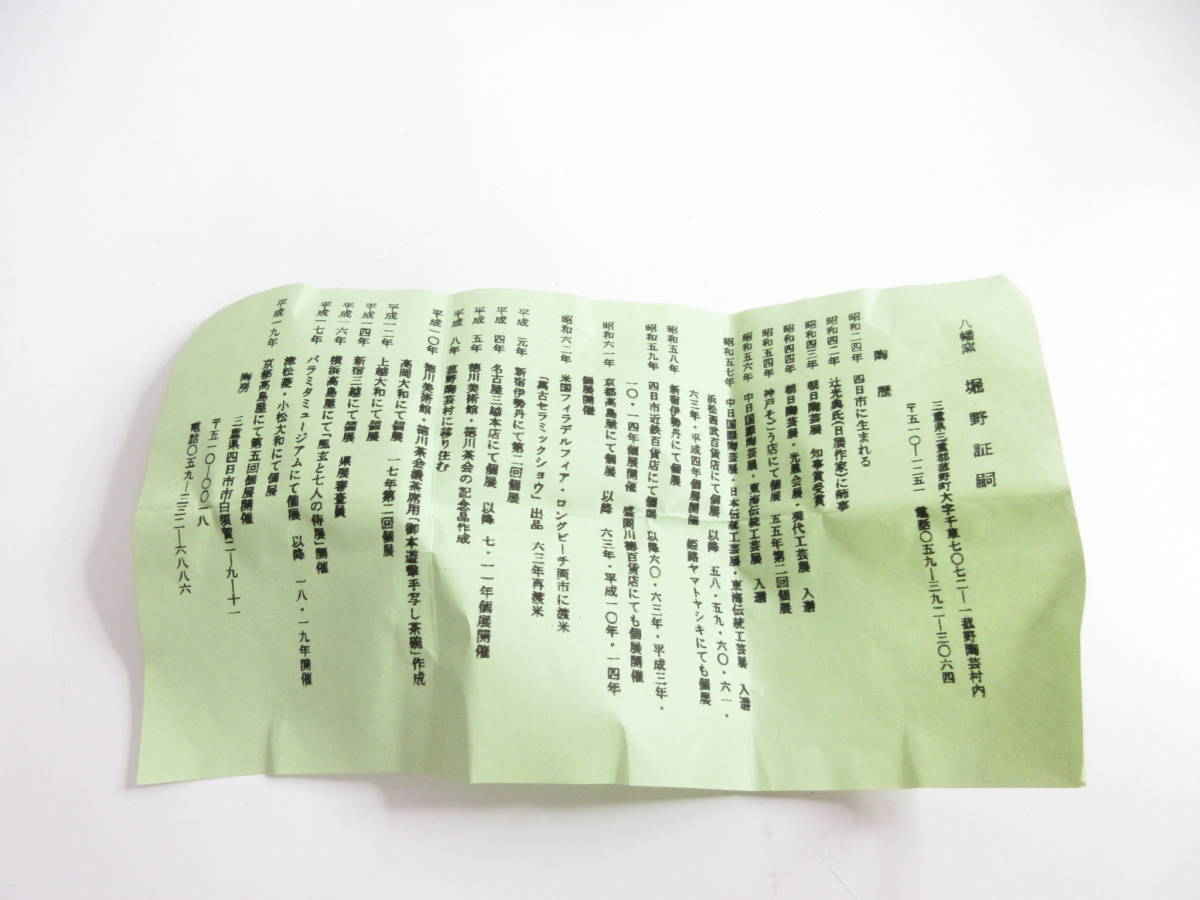 八幡窯 堀野証嗣
三重県三重郡菰野町大字千草七〇七二―一菰野陶芸村内
〒五一〇―一二五一 電話〇五九―三九二―三〇六四
陶歴
昭和二四年 四日市に生まれる
昭和四二年 辻光典氏(日展作家)に師事
昭和四三年 朝日陶芸展 知事賞受賞
昭和四四年 朝日陶芸展・光風会展・現代工芸展 入選
昭和五四年 神戸そごう店にて個展 五五年第二回個展
昭和五六年 中日国際陶芸展・東海伝統工芸展 入選
昭和五七年 中日国際陶芸展・日本伝統工芸展・東海伝統工芸展 入選
浜松西武百貨店にて個展 以降 五八・五九・六〇・六一・
六三年・平成四年個展開催 姫路ヤマトヤシキにても個展
昭和五八年 新宿伊勢丹にて個展
昭和五九年 四日市近鉄百貨店にて個展 以降六〇・六三年・平成三年・
一〇・一四年個展開催 盛岡川徳百貨店にても個展開催
昭和六一年 京都高島屋にて個展 以降 六三年・平成一〇年・一四年
個展開催
昭和六二年 米国フィラデルフィア・ロングビーチ両市に渡米
「萬古セラミックショウ」出品 六三年再渡米
平成 元年 新宿伊勢丹にて第二回個展
平成 四年 名古屋三越本店にて個展 以降 七・一一年個展開催
平成 五年 徳川美術館・徳川茶会の記念品作成
平成 八年 菰野陶芸村に移り住む
平成一〇年 徳川美術館・徳川茶会濃茶席用「御本遊撃手写し茶碗」作成
高岡大和にて個展 一七年第二回個展
平成一二年 上越大和にて個展
平成一四年 新宿三越にて個展 県展審査員
平成一六年 横浜高島屋にて「風玄と七人の侍展」開催
平成一七年 パラミタミュージアムにて個展 以降 一八・一九年開催
津松菱・小松大和にて個展
平成一九年 京都高島屋にて第五回個展開催
陶房
三重県四日市市白須賀二―九―十一
〒五一〇―〇〇一八
電話〇五九―三三二―六八八六